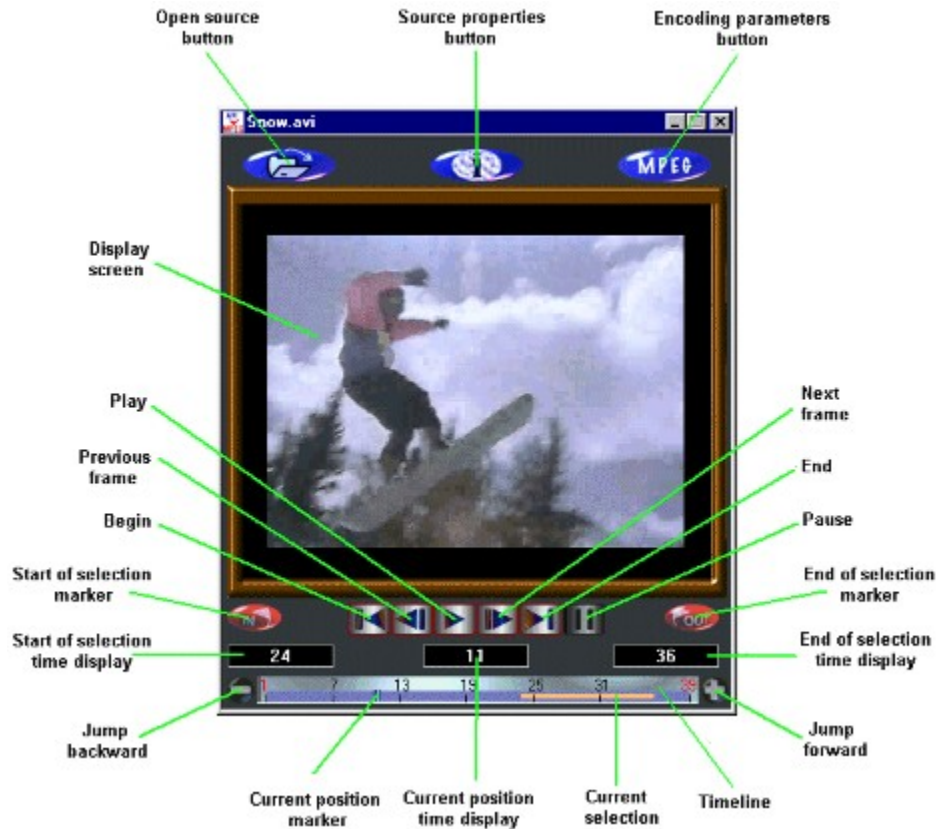 Open source
button
Source properties
button
Encoding parameters
button
Snow.avi
MPEG
Display
screen
Play
Next
frame
Previous
frame
End
Begin
Pause
Start of selection
marker
End of selection
marker
IN
OUT
Start of selection
time display
24
11
36
End of selection
time display
1 7 13 19 25 31 39
Jump
backward
Jump
forward
Current position
marker
Current position
time display
Current
selection
Timeline